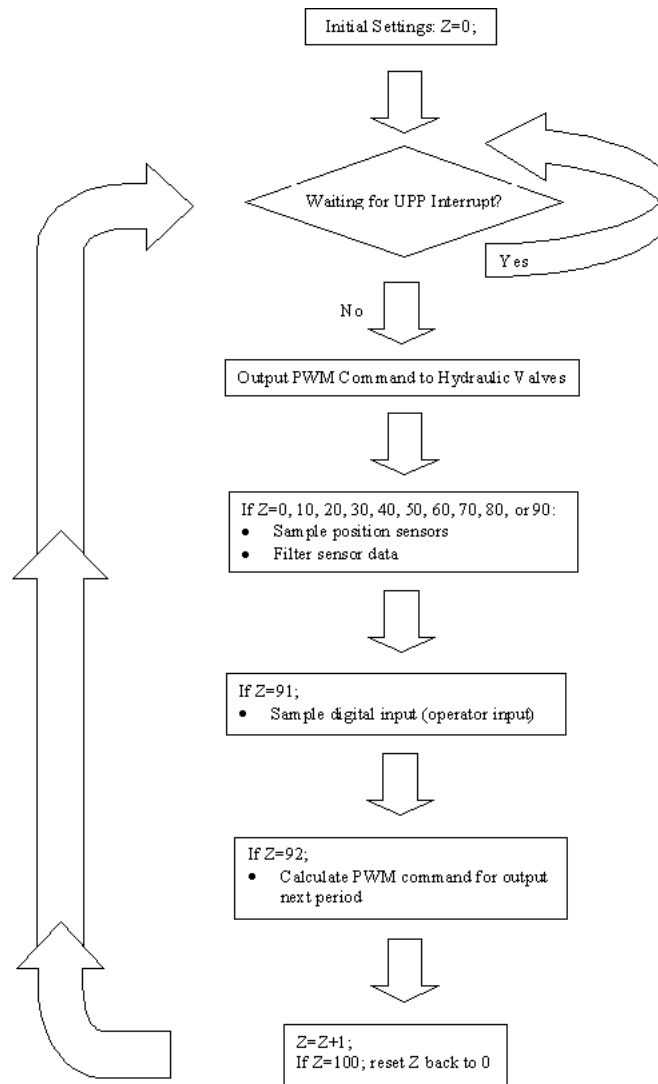 Initial Settings: Z=0;
Waiting for UPP Interrupt?
Yes
No
Output PWM Command to Hydraulic Valves
If Z=0, 10, 20, 30, 40, 50, 60, 70, 80, or 90:
• Sample position sensors
• Filter sensor data
If Z=91;
• Sample digital input (operator input)
If Z=92;
• Calculate PWM command for output
next period
Z=Z+1;
If Z=100; reset Z back to 0